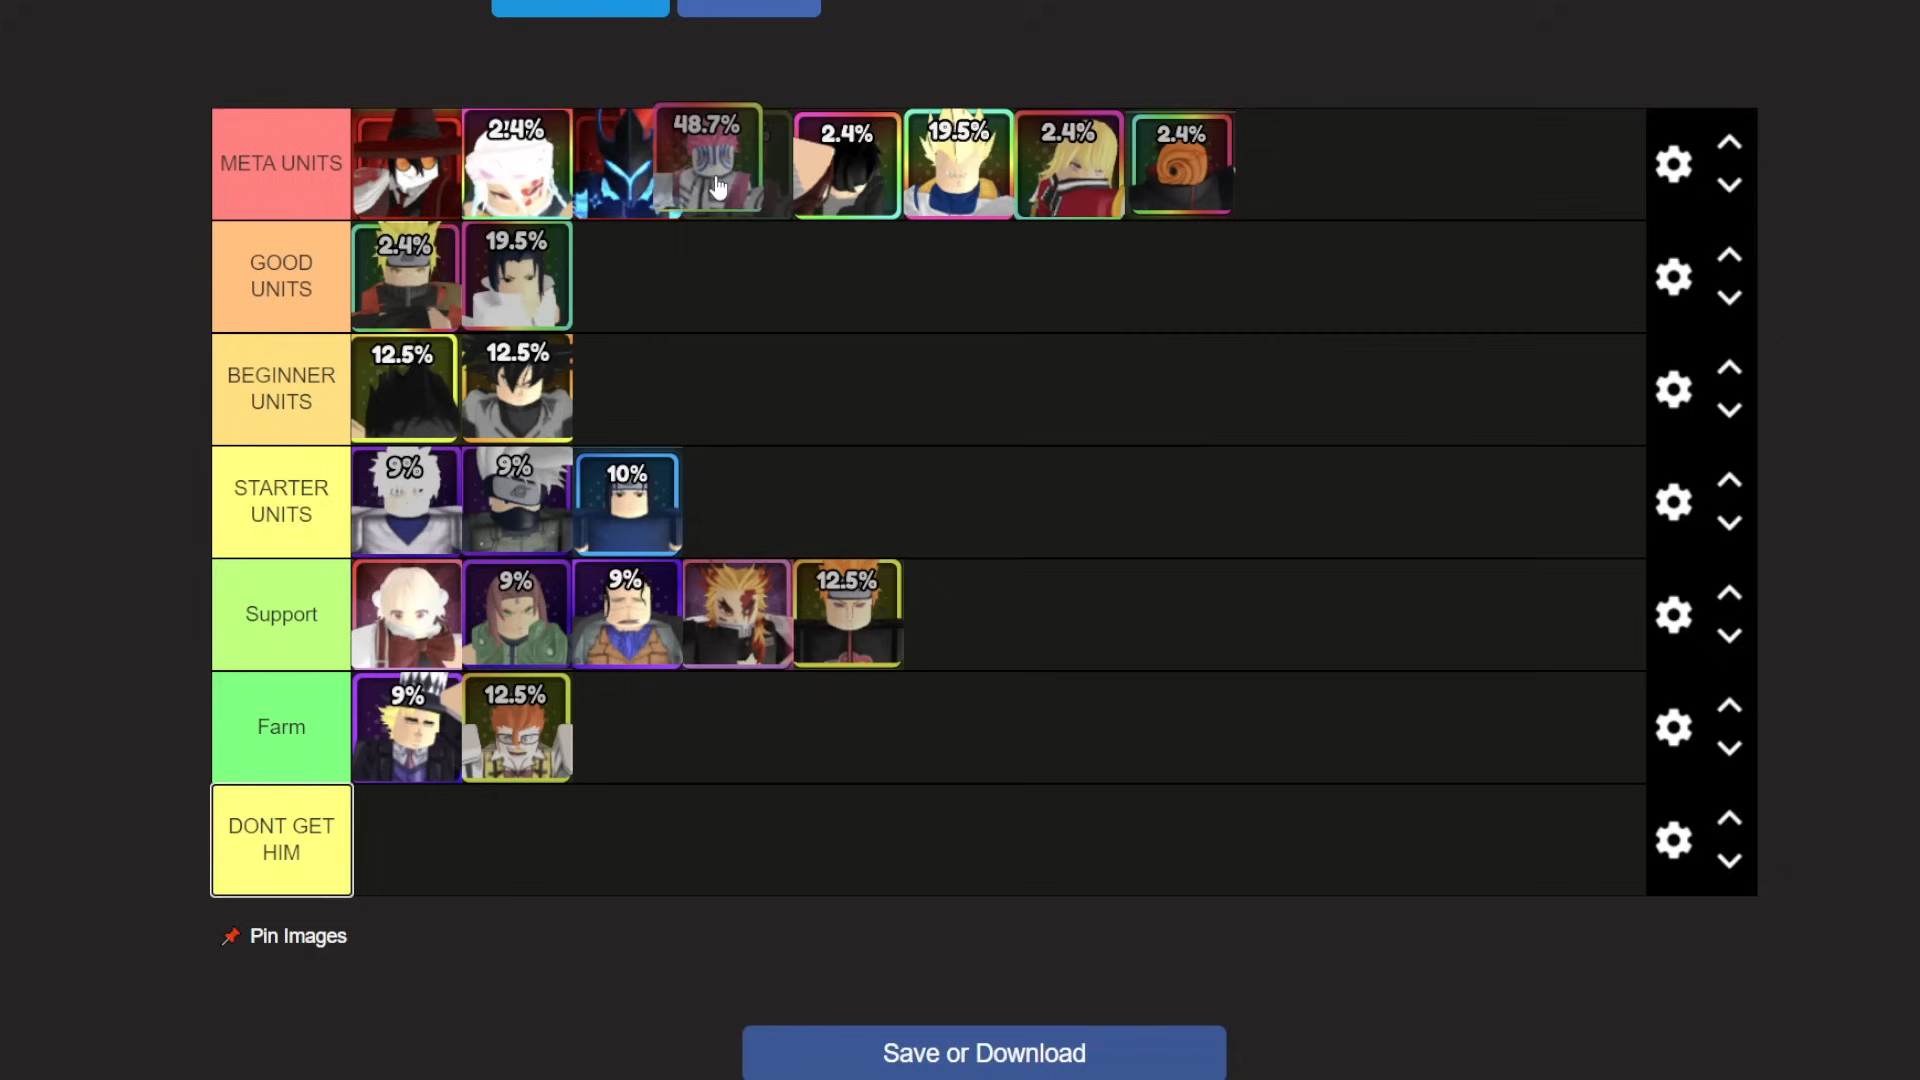 META UNITS
2.4%
48.7%
2.4%
19.5%
2.4%
2.4%
GOOD
UNITS
2.4%
19.5%
BEGINNER
UNITS
12.5%
12.5%
STARTER
UNITS
9%
9%
10%
Support
9%
9%
12.5%
Farm
9%
12.5%
DONT GET
HIM
Pin Images
Save or Download